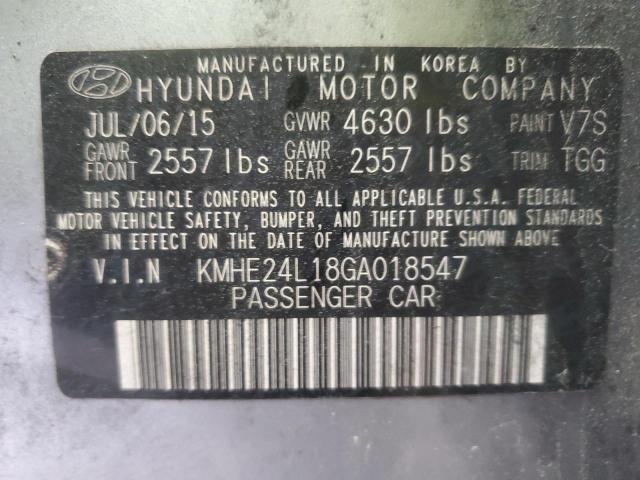 MANUFACTURED IN KOREA BY
HYUNDAI MOTOR COMPANY
JUL/06/15 GVWR 4630 lbs PAINT V7S
GAWR FRONT 2557 lbs GAWR REAR 2557 lbs TRIM TGG
THIS VEHICLE CONFORMS TO ALL APPLICABLE U.S.A. FEDERAL
MOTOR VEHICLE SAFETY, BUMPER, AND THEFT PREVENTION STANDARDS
IN EFFECT ON THE DATE OF MANUFACTURE SHOWN ABOVE.
V.I.N KMHE24L18GA018547
PASSENGER CAR